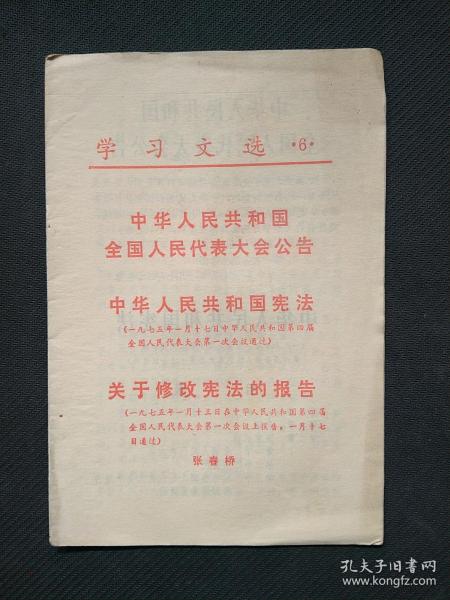 学习文选 ·6·
中华人民共和国
全国人民代表大会公告
中华人民共和国宪法
(一九七五年一月十七日中华人民共和国第四届
全国人民代表大会第一次会议通过)
关于修改宪法的报告
(一九七五年一月十三日在中华人民共和国第四届
全国人民代表大会第一次会议上报告，一月十七
日通过)
张春桥
孔夫子旧书网
www.kongfz.com